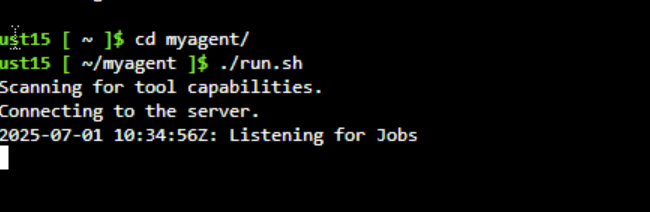 ust15 [ ~ ]$ cd myagent/
ust15 [ ~/myagent ]$ ./run.sh
Scanning for tool capabilities.
Connecting to the server.
2025-07-01 10:34:56Z: Listening for Jobs